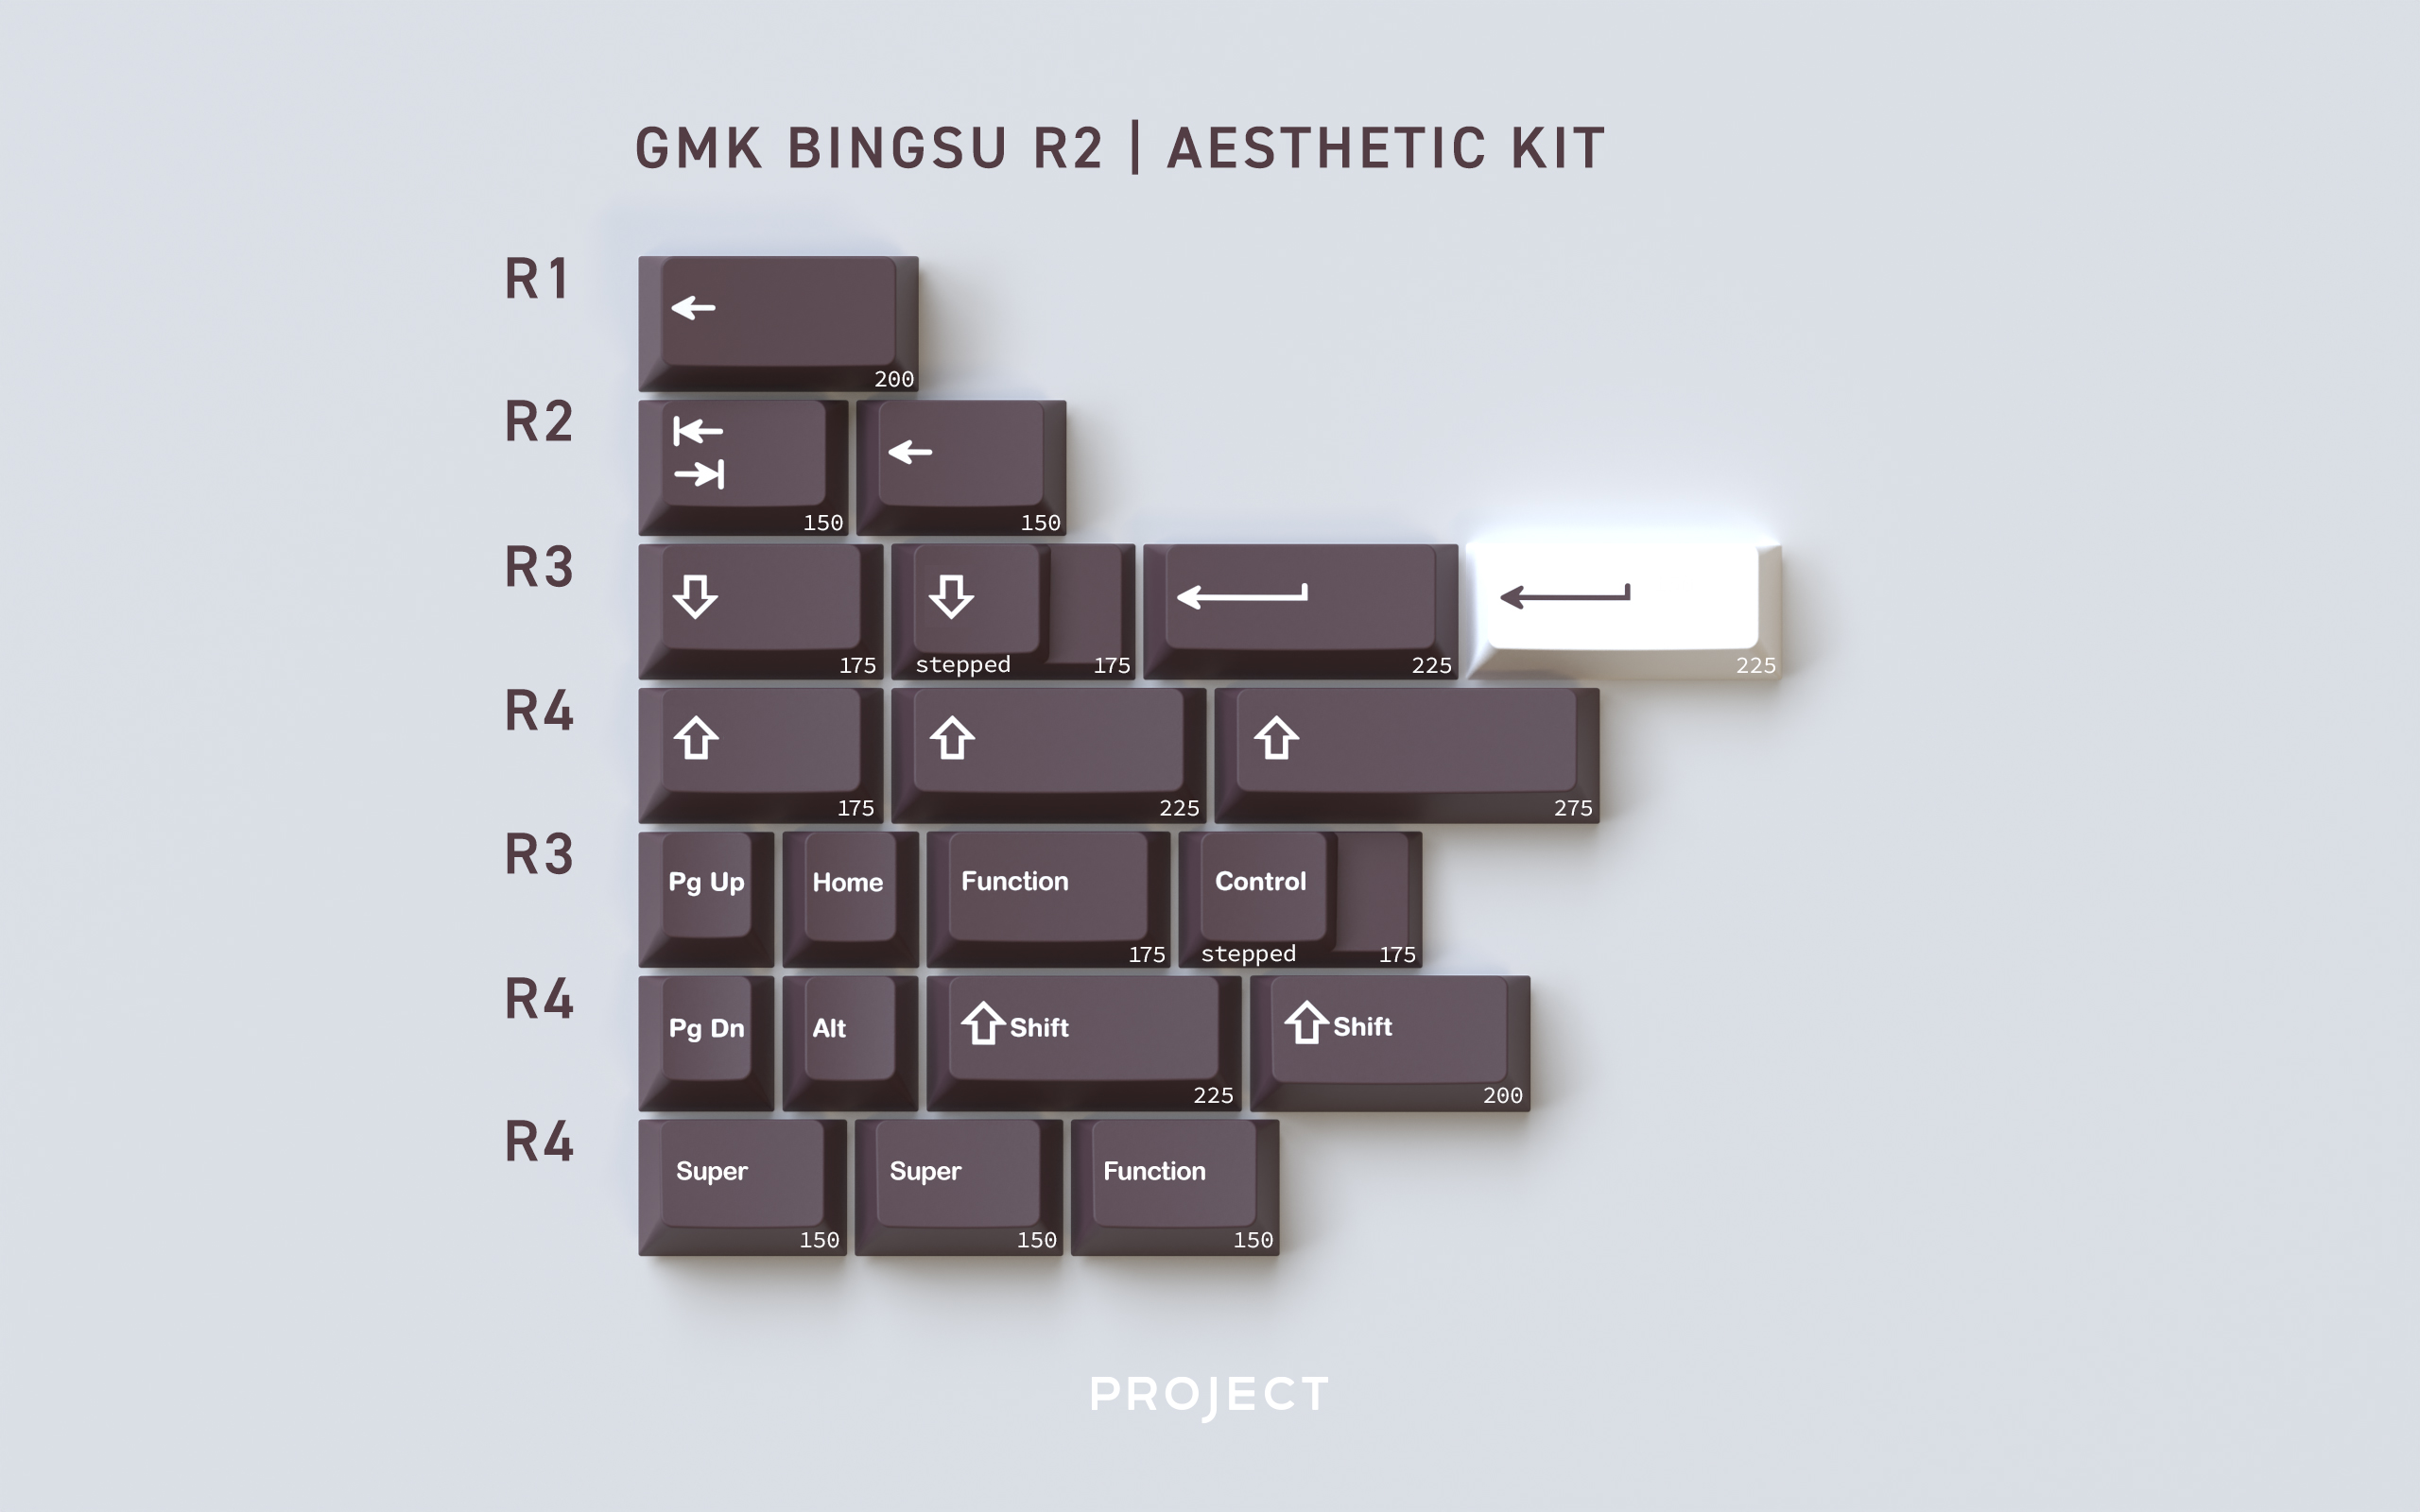 GMK BINGSU R2 | AESTHETIC KIT
R1
200
R2
150 150
R3
stepped
175 175 225 225
R4
175 225 275
R3
Pg Up Home Function Control
175 stepped 175
R4
Pg Dn Alt Shift Shift
225 200
R4
Super Super Function
150 150 150
PROJECT